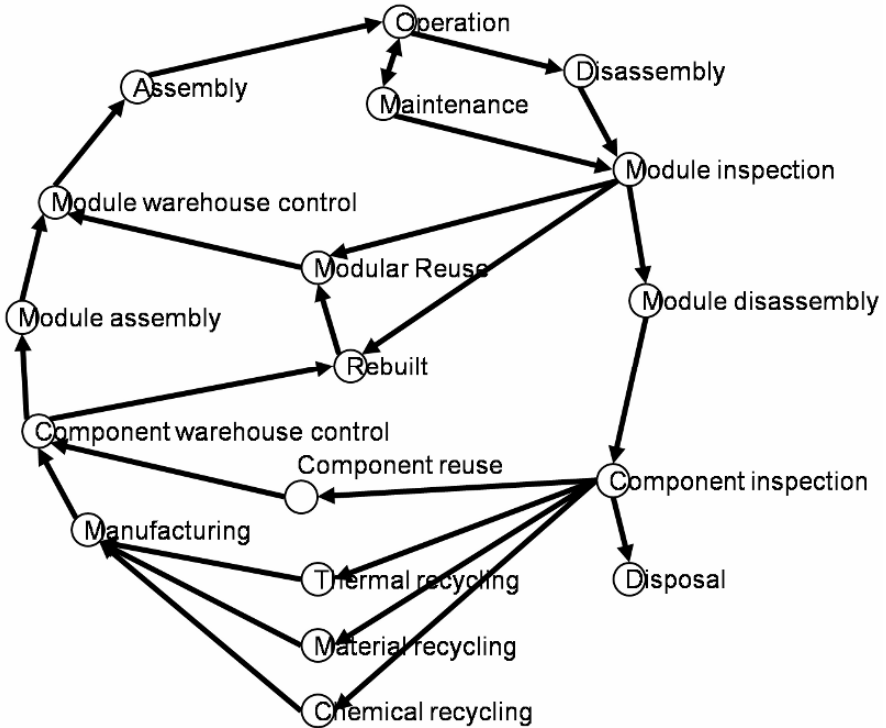 Operation
Disassembly
Assembly
Maintenance
Module inspection
Module warehouse control
Modular Reuse
Module disassembly
Module assembly
Rebuilt
Component warehouse control
Component reuse
Component inspection
Manufacturing
Thermal recycling
Disposal
Material recycling
Chemical recycling